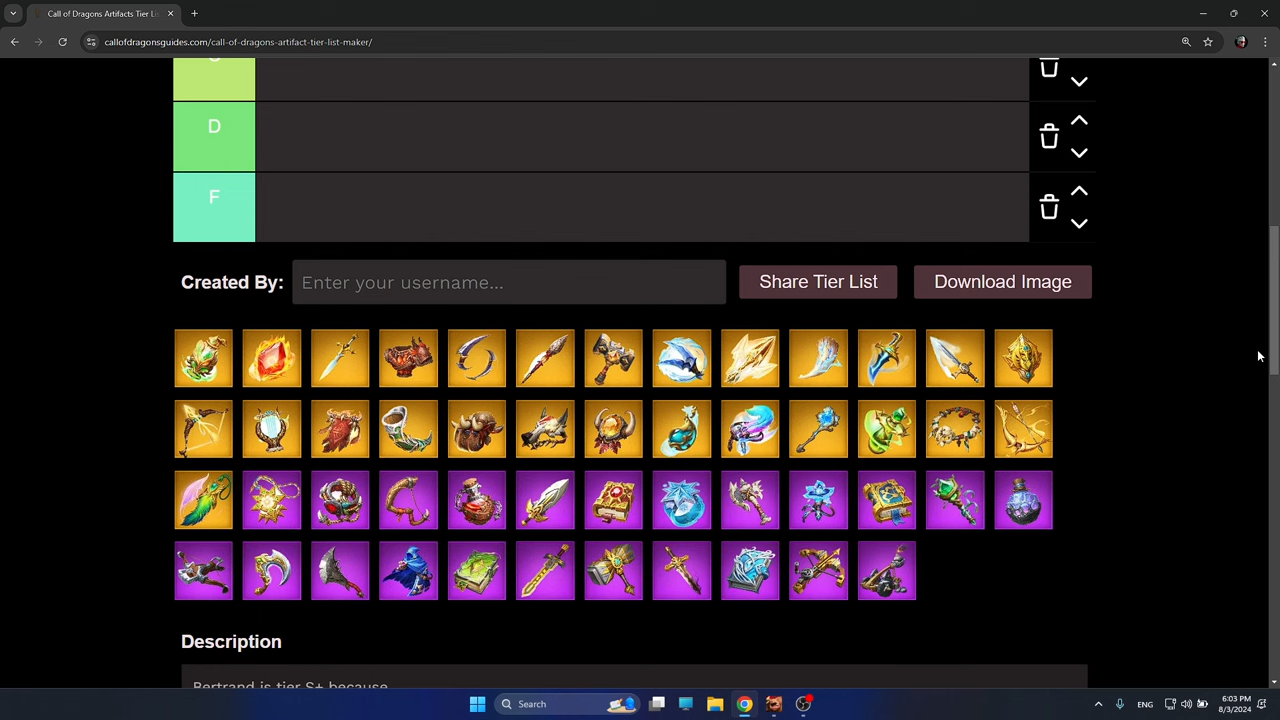 Call of Dragons Artifacts Tier Lis
callofdragonsguides.com/call-of-dragons-artifact-tier-list-maker/
D
F
Created By:
Enter your username...
Share Tier List
Download Image
Description
Bertrand is tier S+ because
Search
ENG
6:03 PM
8/3/2024